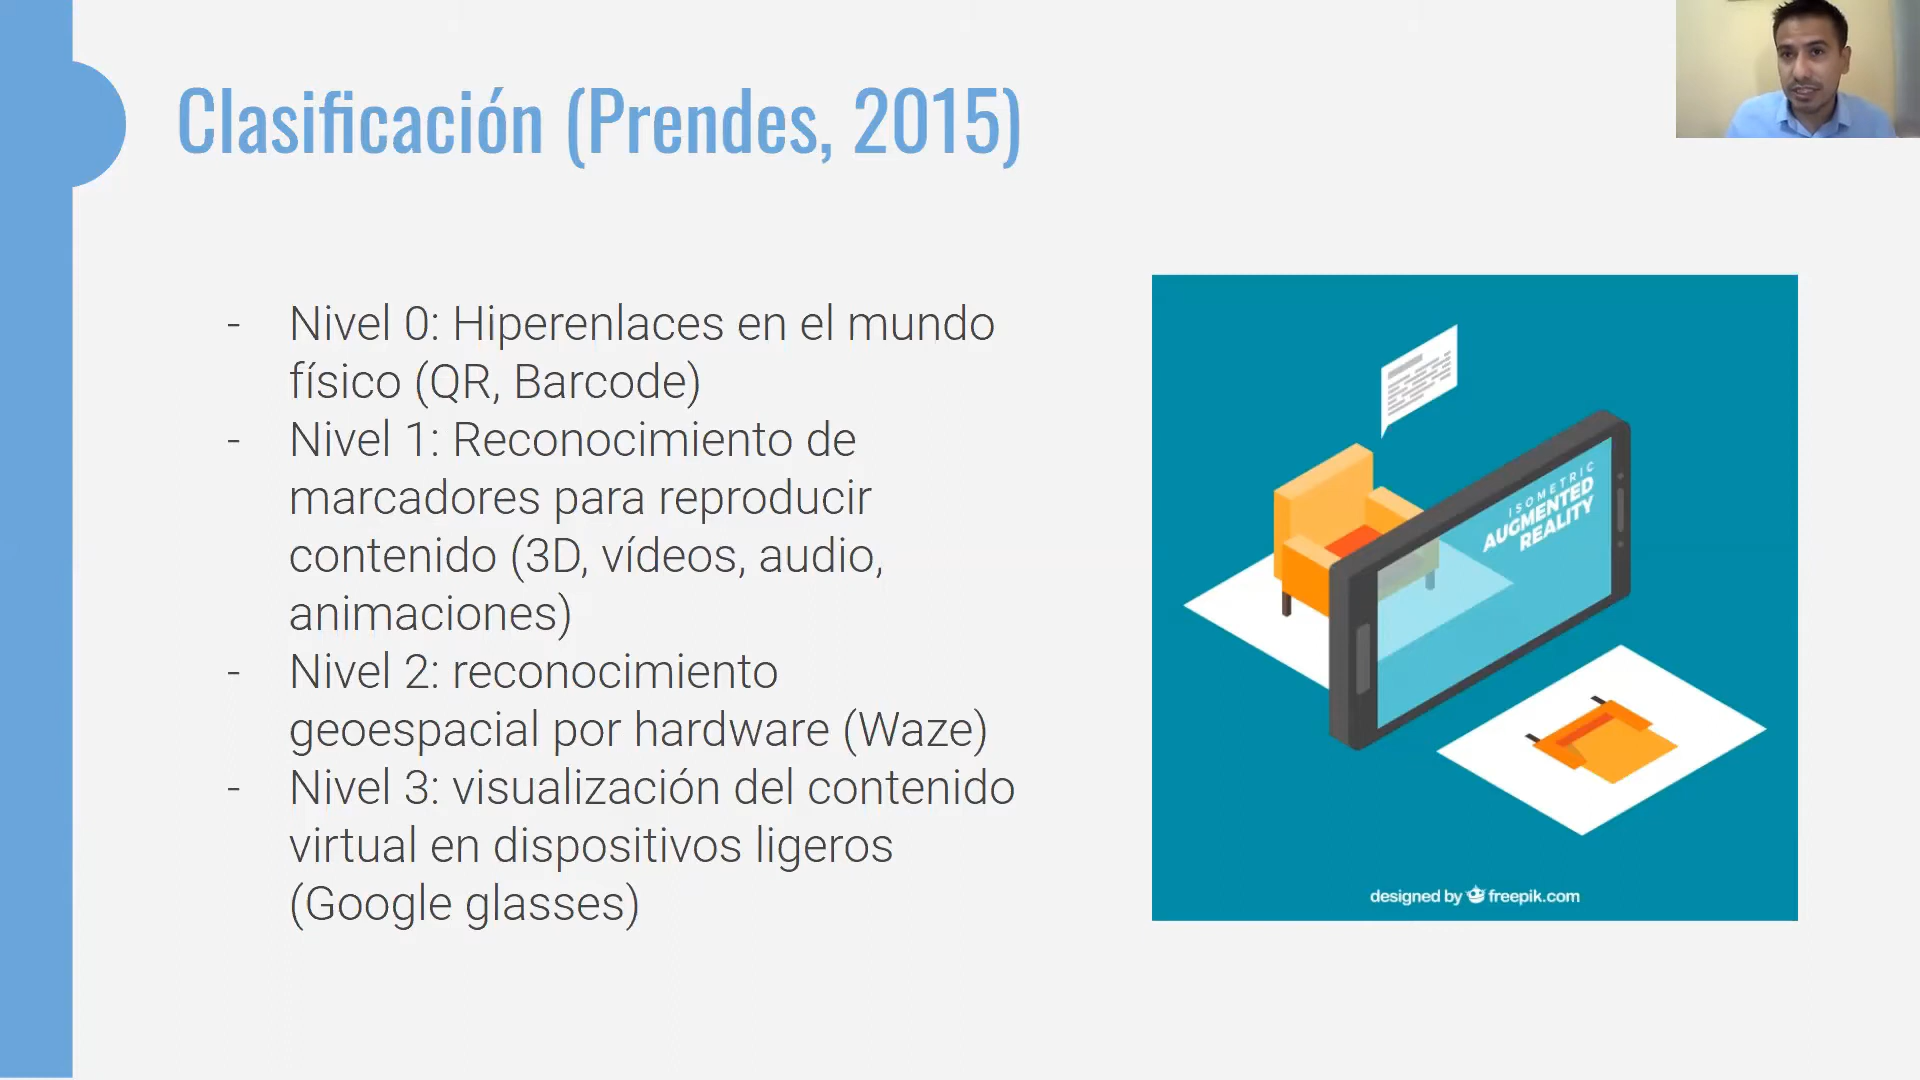 Clasificación (Prendes, 2015)
- Nivel 0: Hiperenlaces en el mundo
físico (QR, Barcode)
- Nivel 1: Reconocimiento de
marcadores para reproducir
contenido (3D, vídeos, audio,
animaciones)
- Nivel 2: reconocimiento
geoespacial por hardware (Waze)
- Nivel 3: visualización del contenido
virtual en dispositivos ligeros
(Google glasses)
ISOMETRIC
AUGMENTED
REALITY
designed by freepik.com